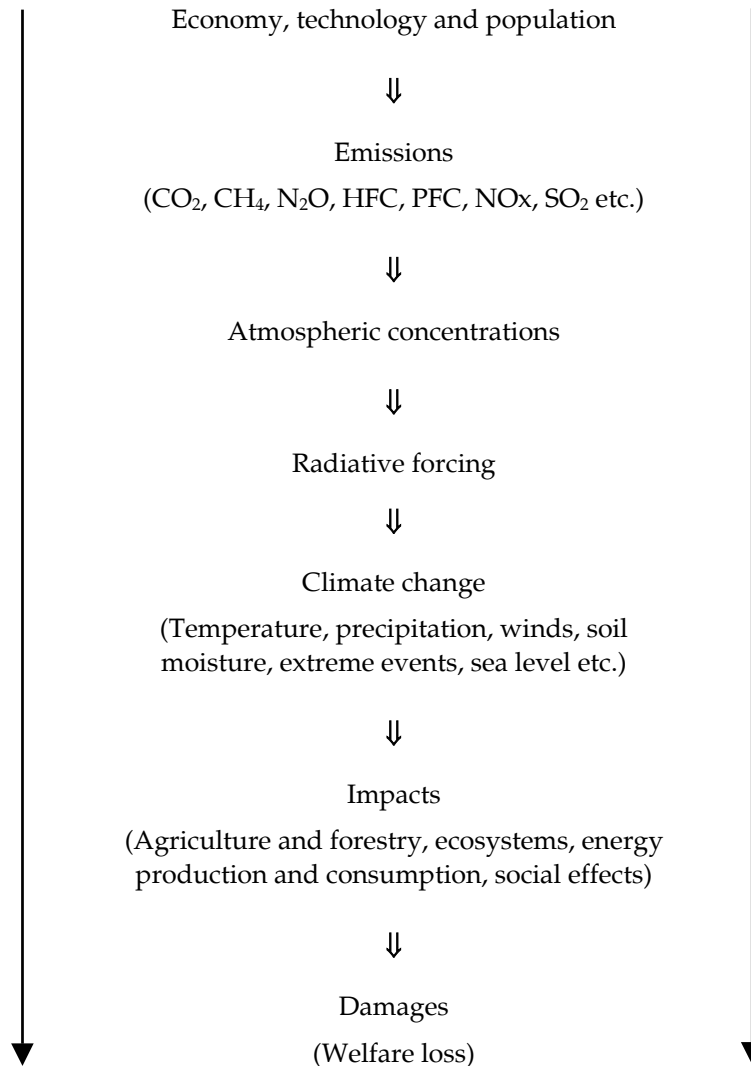 Economy, technology and population
⇓
Emissions
(CO₂, CH₄, N₂O, HFC, PFC, NOx, SO₂ etc.)
⇓
Atmospheric concentrations
⇓
Radiative forcing
⇓
Climate change
(Temperature, precipitation, winds, soil
moisture, extreme events, sea level etc.)
⇓
Impacts
(Agriculture and forestry, ecosystems, energy
production and consumption, social effects)
⇓
Damages
(Welfare loss)